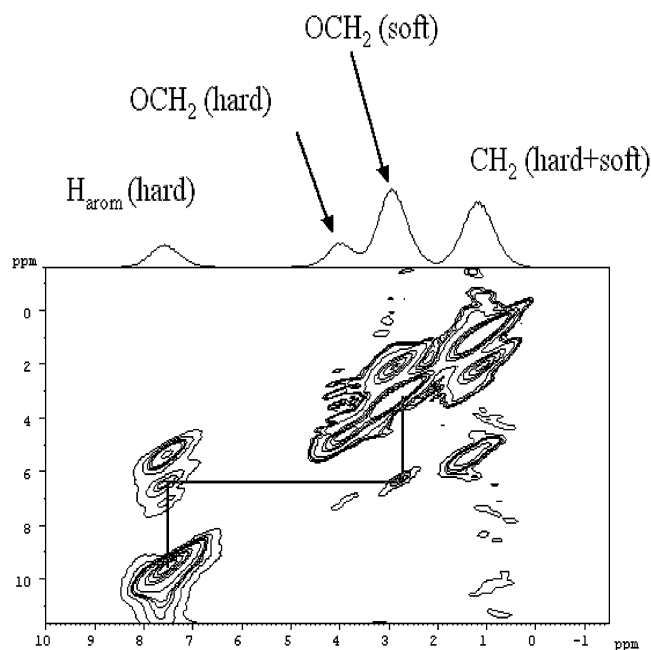 OCH₂ (soft)
OCH₂ (hard)
CH₂ (hard+soft)
Hₐᵣₒₘ (hard)
ppm
0
2
4
6
8
10
10 9 8 7 6 5 4 3 2 1 0 -1 ppm